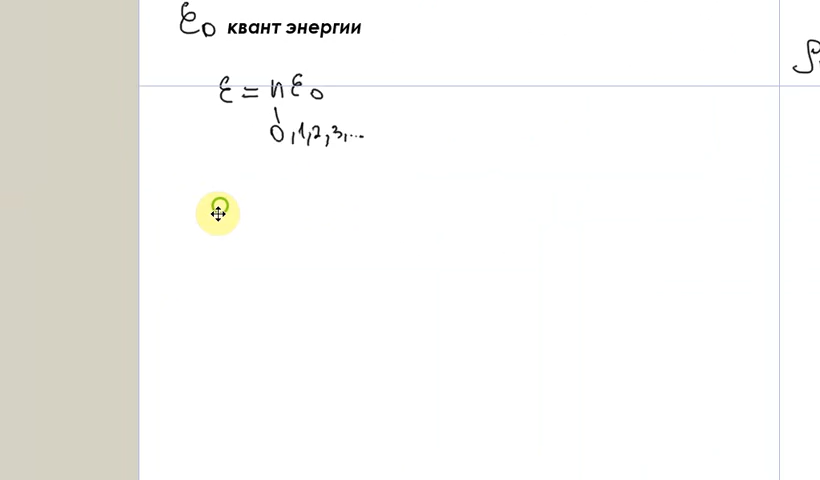 ε₀ квант энергии
ε = nε₀
0,1,2,3,...